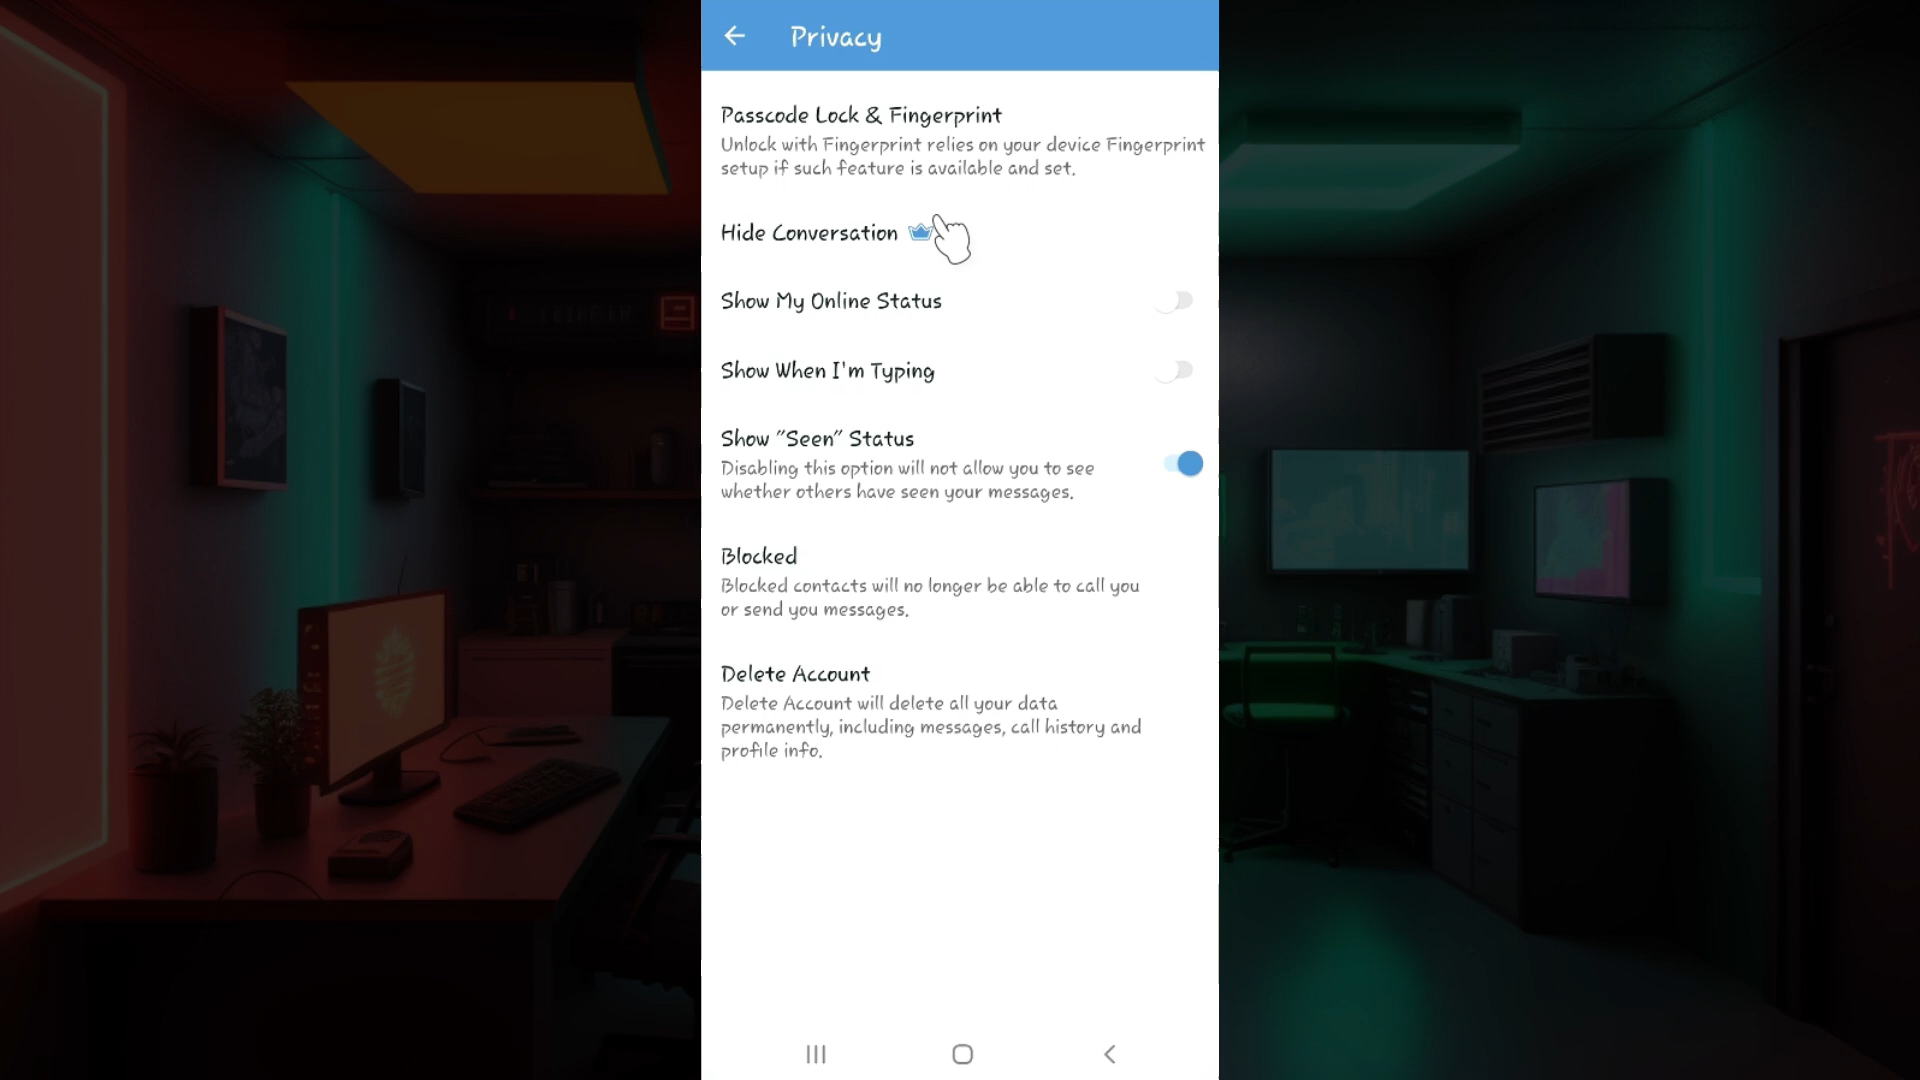 Privacy
Passcode Lock & Fingerprint
Unlock with Fingerprint relies on your device Fingerprint
setup if such feature is available and set.
Hide Conversation
Show My Online Status
Show When I'm Typing
Show "Seen" Status
Disabling this option will not allow you to see
whether others have seen your messages.
Blocked
Blocked contacts will no longer be able to call you
or send you messages.
Delete Account
Delete Account will delete all your data
permanently, including messages, call history and
profile info.